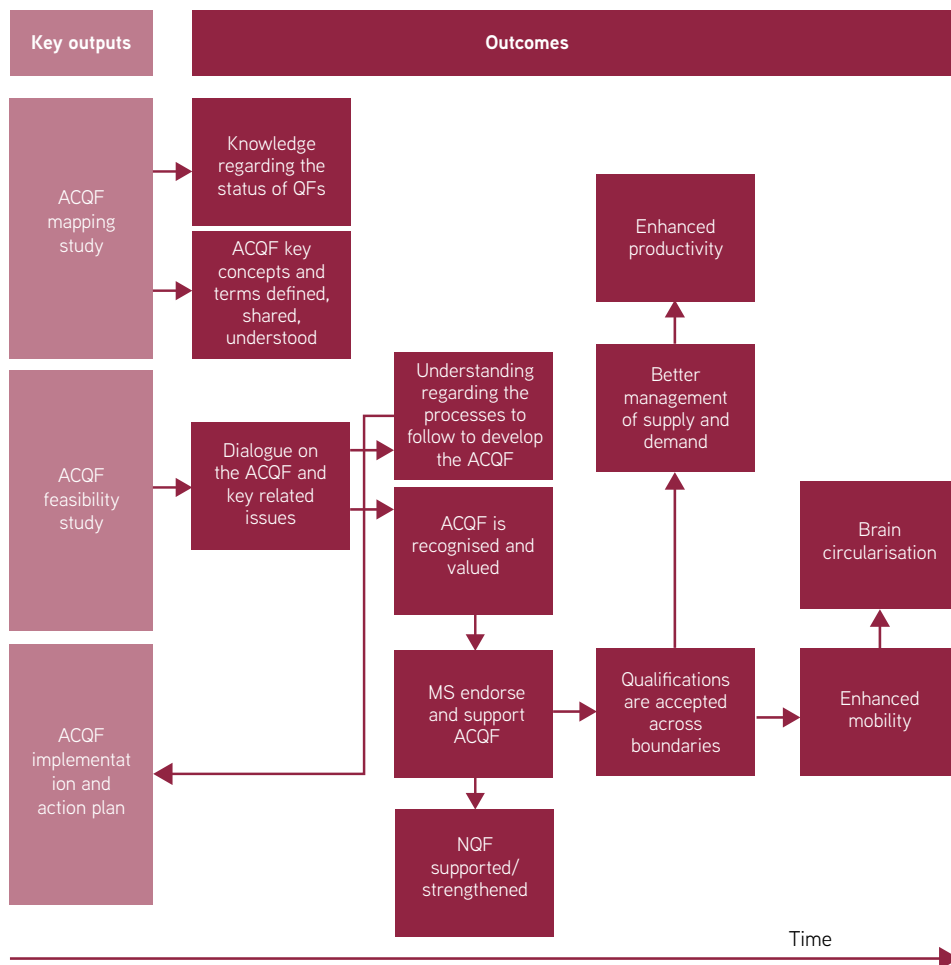 Key outputs
Outcomes
ACQF
mapping
study
Knowledge
regarding the
status of QFs
ACQF key
concepts and
terms defined,
shared,
understood
ACQF
feasibility
study
Dialogue on
the ACQF and
key related
issues
Understanding
regarding the
processes to
follow to develop
the ACQF
ACQF is
recognised and
valued
Enhanced
productivity
Better
management
of supply and
demand
Brain
circularisation
ACQF
implementat
ion and
action plan
MS endorse
and support
ACQF
Qualifications
are accepted
across
boundaries
Enhanced
mobility
NQF
supported/
strengthened
Time